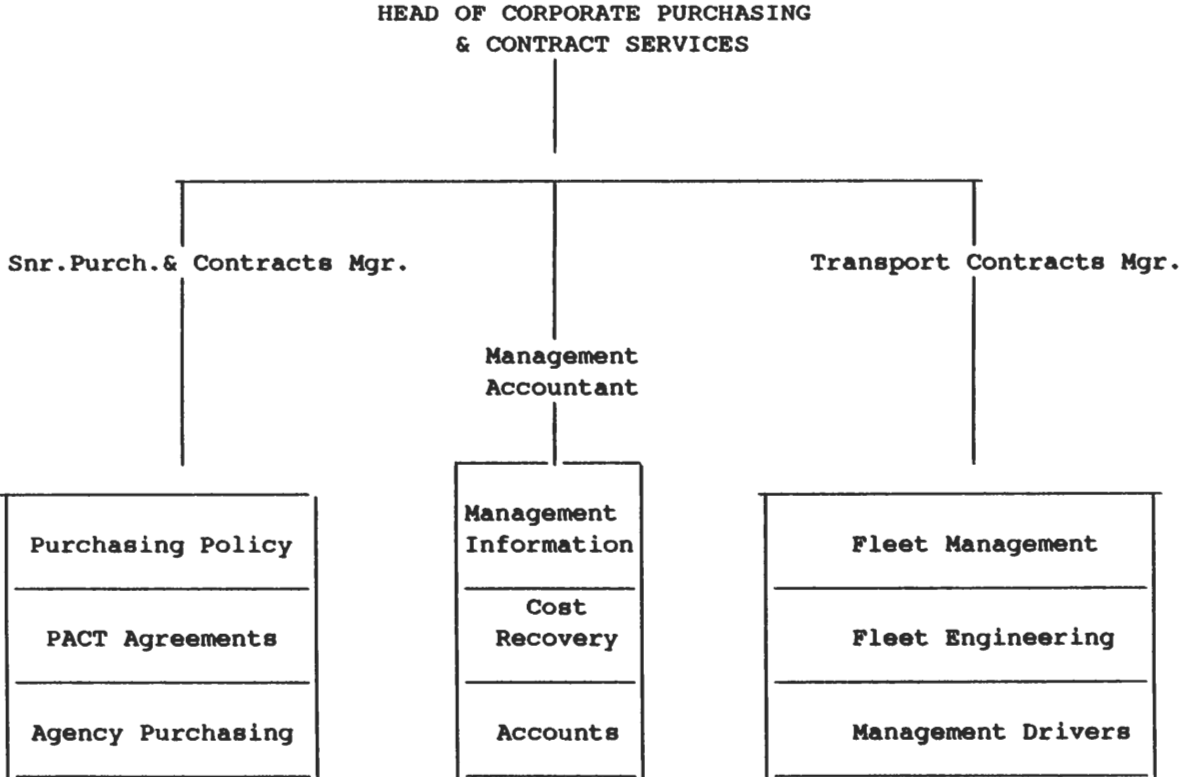 HEAD OF CORPORATE PURCHASING
& CONTRACT SERVICES
Snr.Purch.& Contracts Mgr.
Transport Contracts Mgr.
Management
Accountant
Purchasing Policy
PACT Agreements
Agency Purchasing
Management
Information
Cost
Recovery
Accounts
Fleet Management
Fleet Engineering
Management Drivers